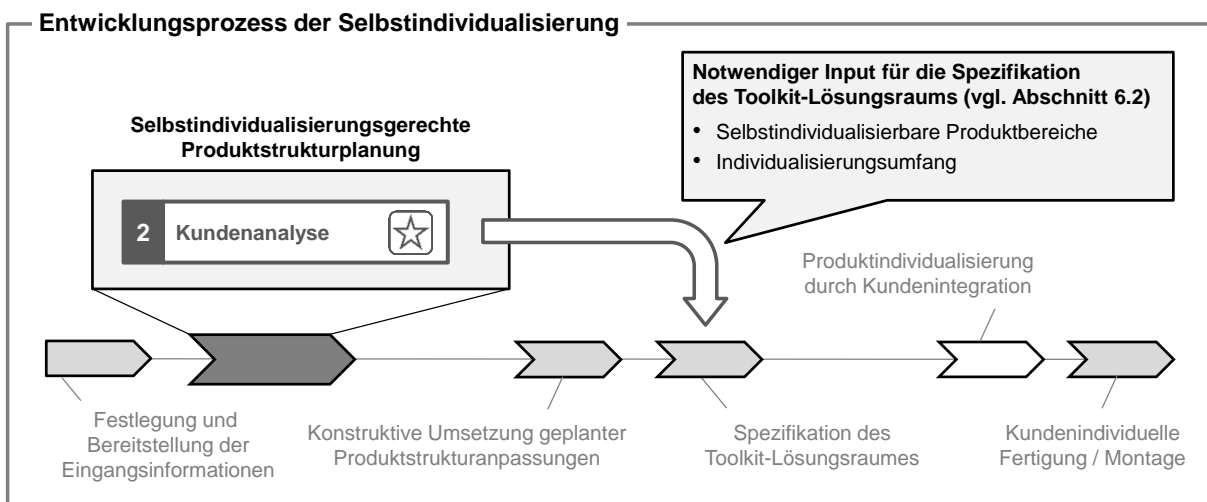 Entwicklungsprozess der Selbstindividualisierung
Notwendiger Input für die Spezifikation
des Toolkit-Lösungsraums (vgl. Abschnitt 6.2)
• Selbstindividualisierbare Produktbereiche
• Individualisierungsumfang
Selbstindividualisierungsgerechte
Produktstrukturplanung
2 Kundenanalyse
Produktindividualisierung
durch Kundenintegration
Festlegung und
Bereitstellung der
Eingangsinformationen
Konstruktive Umsetzung geplanter
Produktstrukturanpassungen
Spezifikation des
Toolkit-Lösungsraumes
Kundenindividuelle
Fertigung / Montage